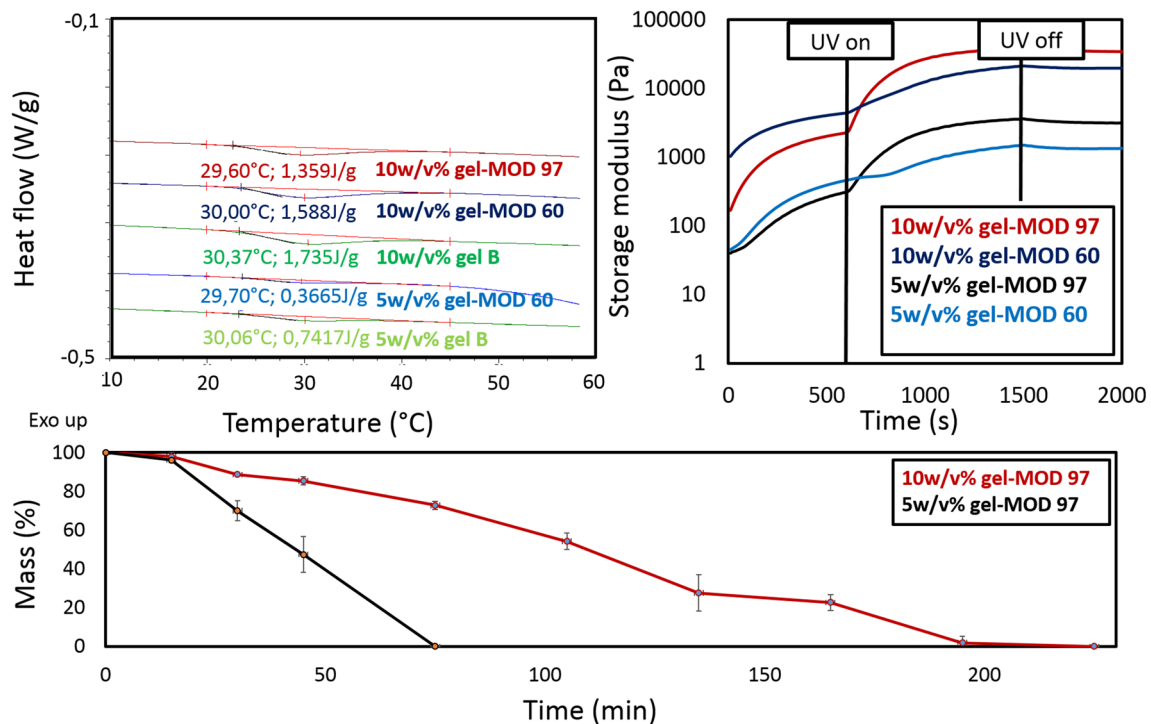 -0,1
Heat flow (W/g)
29,60°C; 1,359J/g 10w/v% gel-MOD 97
30,00°C; 1,588J/g 10w/v% gel-MOD 60
30,37°C; 1,735J/g 10w/v% gel B
29,70°C; 0,3665J/g 5w/v% gel-MOD 60
30,06°C; 0,7417J/g 5w/v% gel B
-0,5
10 20 30 40 50 60
Exo up
Temperature (°C)
Storage modulus (Pa)
100000
10000
1000
100
10
1
UV on
UV off
10w/v% gel-MOD 97
10w/v% gel-MOD 60
5w/v% gel-MOD 97
5w/v% gel-MOD 60
0 500 1000 1500 2000
Time (s)
Mass (%)
100
80
60
40
20
0
10w/v% gel-MOD 97
5w/v% gel-MOD 97
0 50 100 150 200
Time (min)